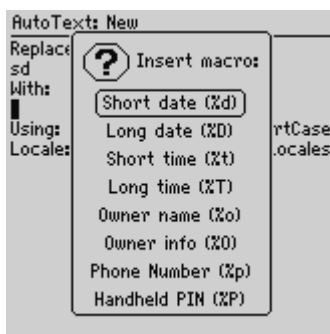 AutoText: New
Replace
sd
With:
Using:
Locale:
Insert macro:
Short date (%d)
Long date (%D)
Short time (%t)
Long time (%T)
Owner name (%o)
Owner info (%O)
Phone Number (%p)
Handheld PIN (%P)
rtCase
ocales